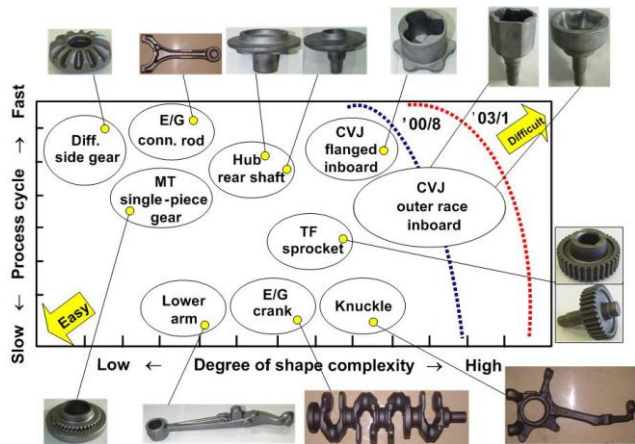 Fast
Slow ← Process cycle →
'00/8
'03/1
Difficult
Diff.
side gear
E/G
conn. rod
Hub
rear shaft
CVJ
flanged
inboard
MT
single-piece
gear
CVJ
outer race
inboard
TF
sprocket
Lower
arm
E/G
crank
Knuckle
Easy
Low ← Degree of shape complexity → High